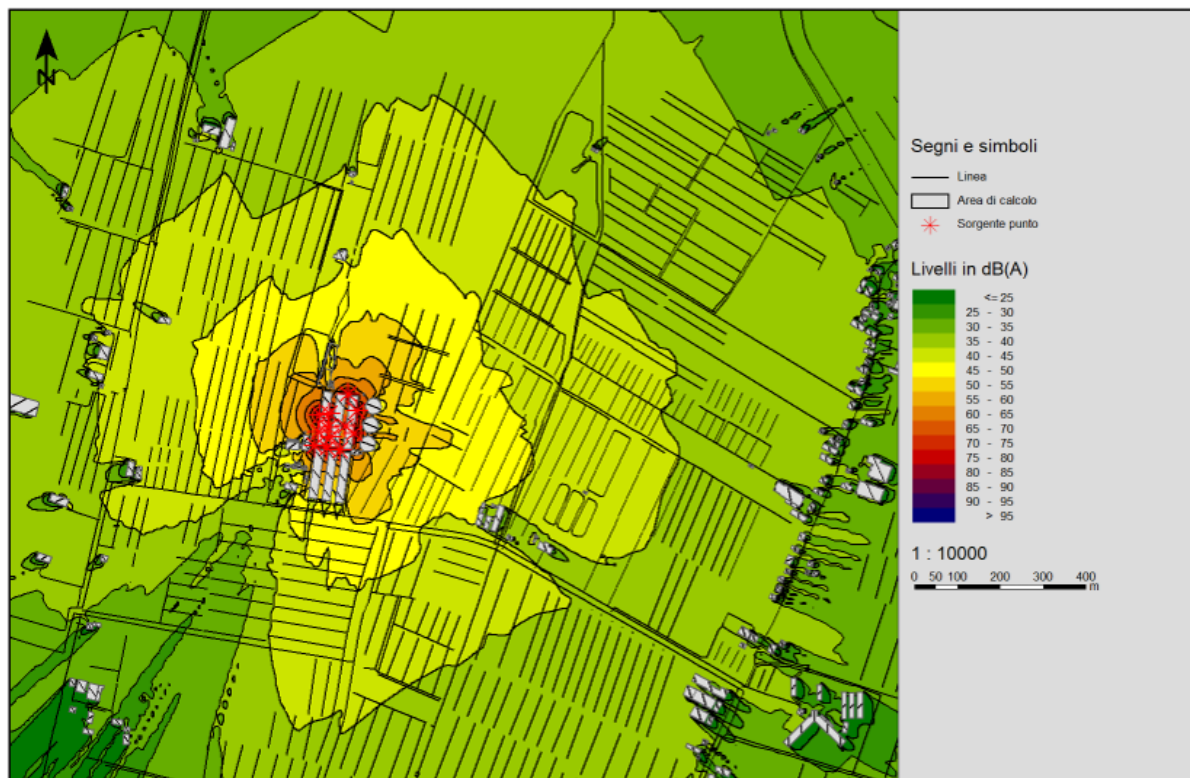 N
Segni e simboli
Linea
Area di calcolo
Sorgente punto
Livelli in dB(A)
<= 25
25 - 30
30 - 35
35 - 40
40 - 45
45 - 50
50 - 55
55 - 60
60 - 65
65 - 70
70 - 75
75 - 80
80 - 85
85 - 90
90 - 95
> 95
1 : 10000
0 50 100 200 300 400
m